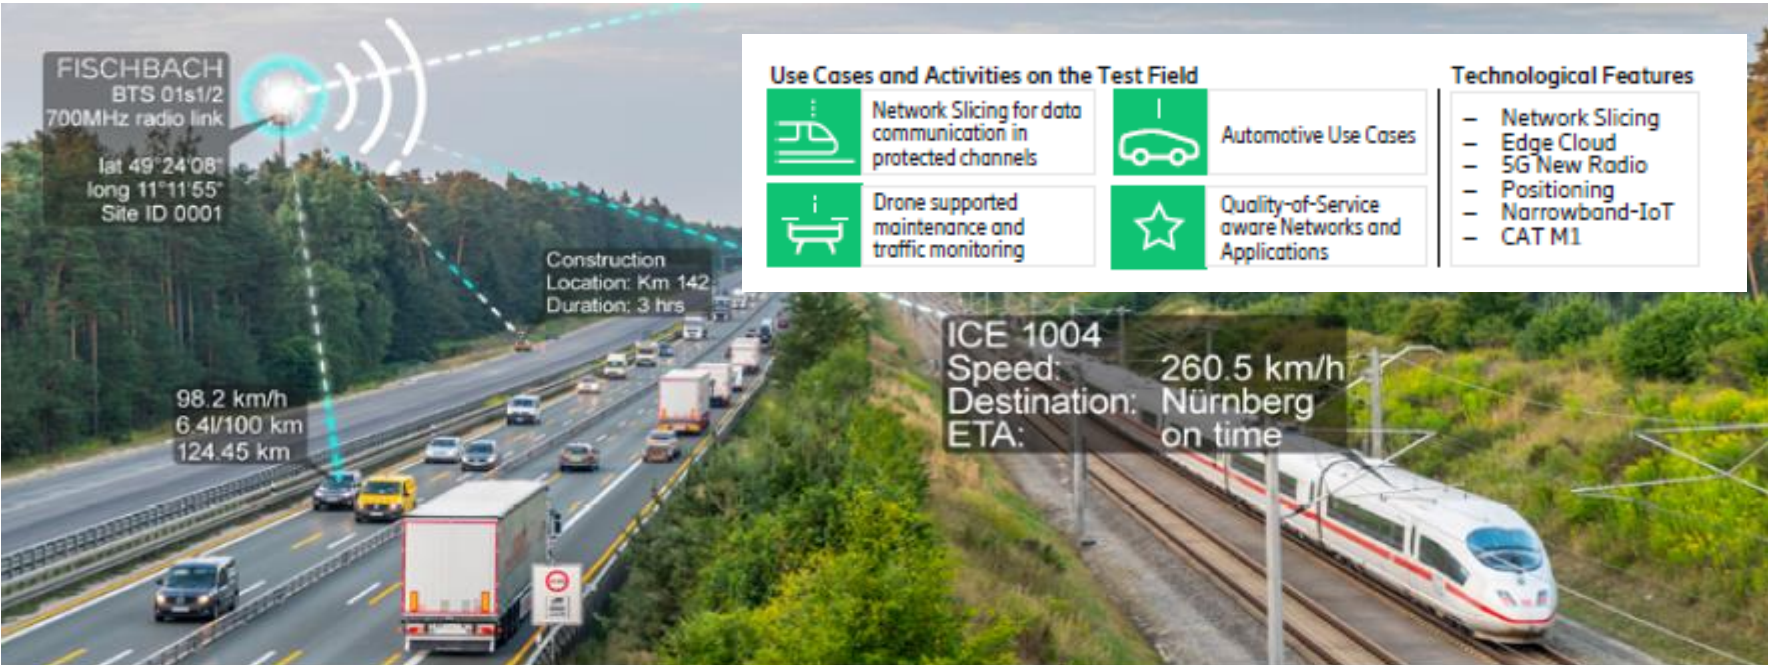 FISCHBACH
BTS 01s1/2
700MHz radio link
lat 49°24'08"
long 11°11'55"
Site ID 0001
Use Cases and Activities on the Test Field
Network Slicing for data
communication in
protected channels
Automotive Use Cases
Drone supported
maintenance and
traffic monitoring
Quality-of-Service
aware Networks and
Applications
Technological Features
– Network Slicing
– Edge Cloud
– 5G New Radio
– Positioning
– Narrowband-IoT
– CAT M1
Construction
Location: Km 142
Duration: 3 hrs
98.2 km/h
6.4l/100 km
124.45 km
ICE 1004
Speed: 260.5 km/h
Destination: Nürnberg
ETA: on time